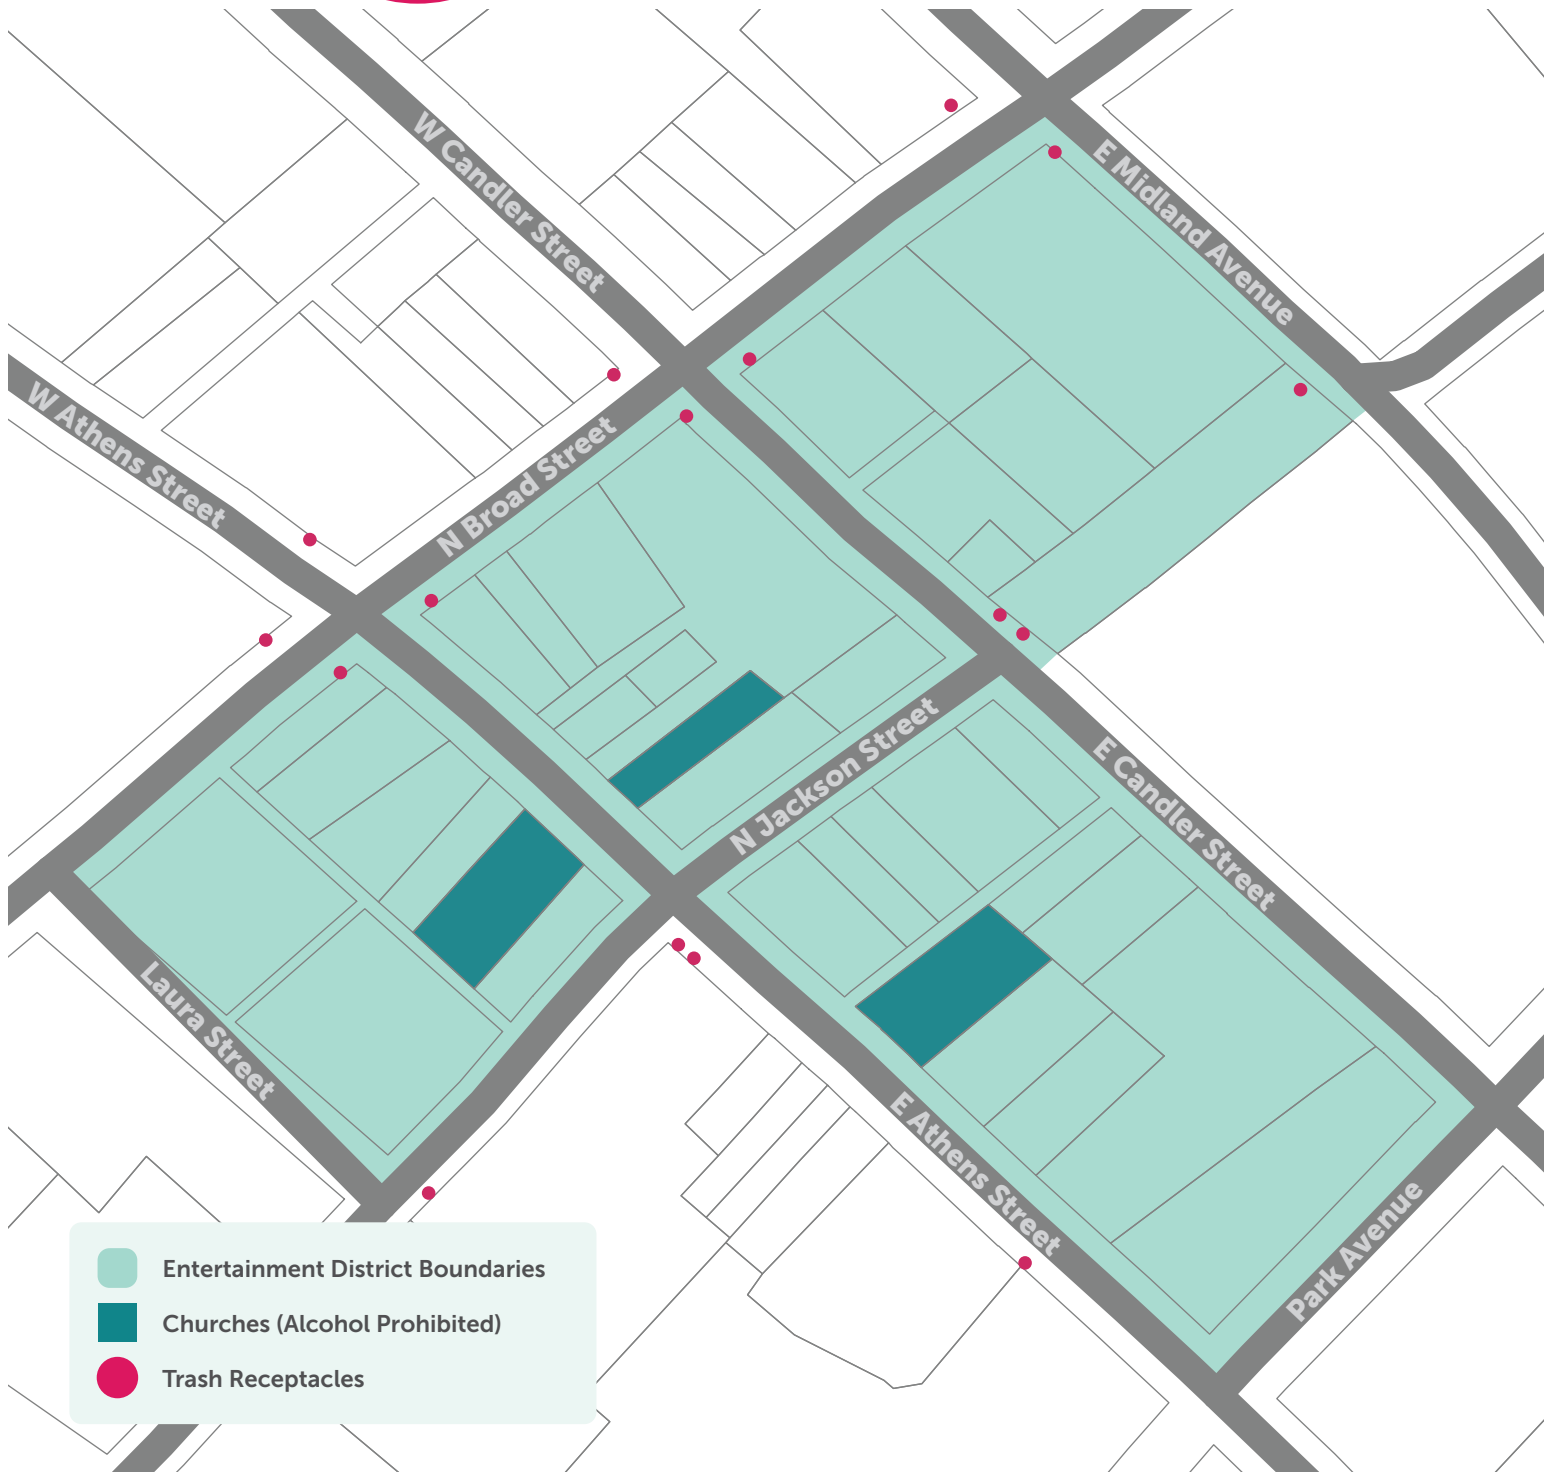 W Candler Street
E Midland Avenue
W Athens Street
N Broad Street
N Jackson Street
E Candler Street
Laura Street
E Athens Street
Park Avenue
Entertainment District Boundaries
Churches (Alcohol Prohibited)
Trash Receptacles